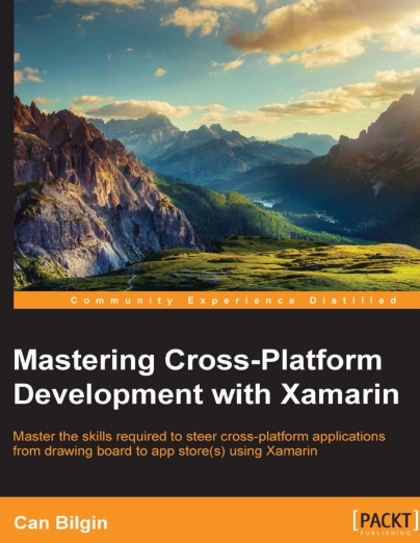 Community Experience Distilled
Mastering Cross-Platform
Development with Xamarin
Master the skills required to steer cross-platform applications
from drawing board to app store(s) using Xamarin
Can Bilgin
[PACKT]
PUBLISHING